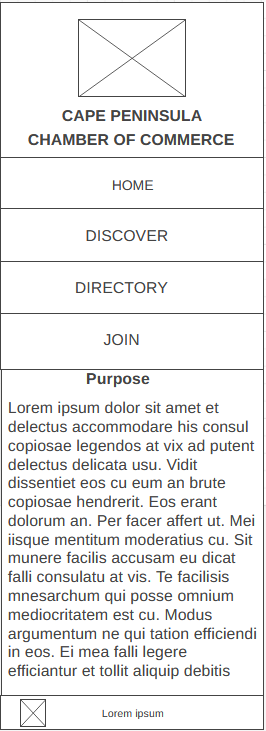 CAPE PENINSULA
CHAMBER OF COMMERCE
HOME
DISCOVER
DIRECTORY
JOIN
Purpose
Lorem ipsum dolor sit amet et
delectus accommodare his consul
copiosae legendos at vix ad putent
delectus delicata usu. Vidit
dissentiet eos cu eum an brute
copiosae hendrerit. Eos erant
dolorum an. Per facer affert ut. Mei
iisque mentitum moderatius cu. Sit
munere facilis accusam eu dicat
falli consulatu at vis. Te facilisis
mnesarchum qui posse omnium
mediocritatem est cu. Modus
argumentum ne qui tation efficiendi
in eos. Ei mea falli legere
efficiantur et tollit aliquip debitis
Lorem ipsum